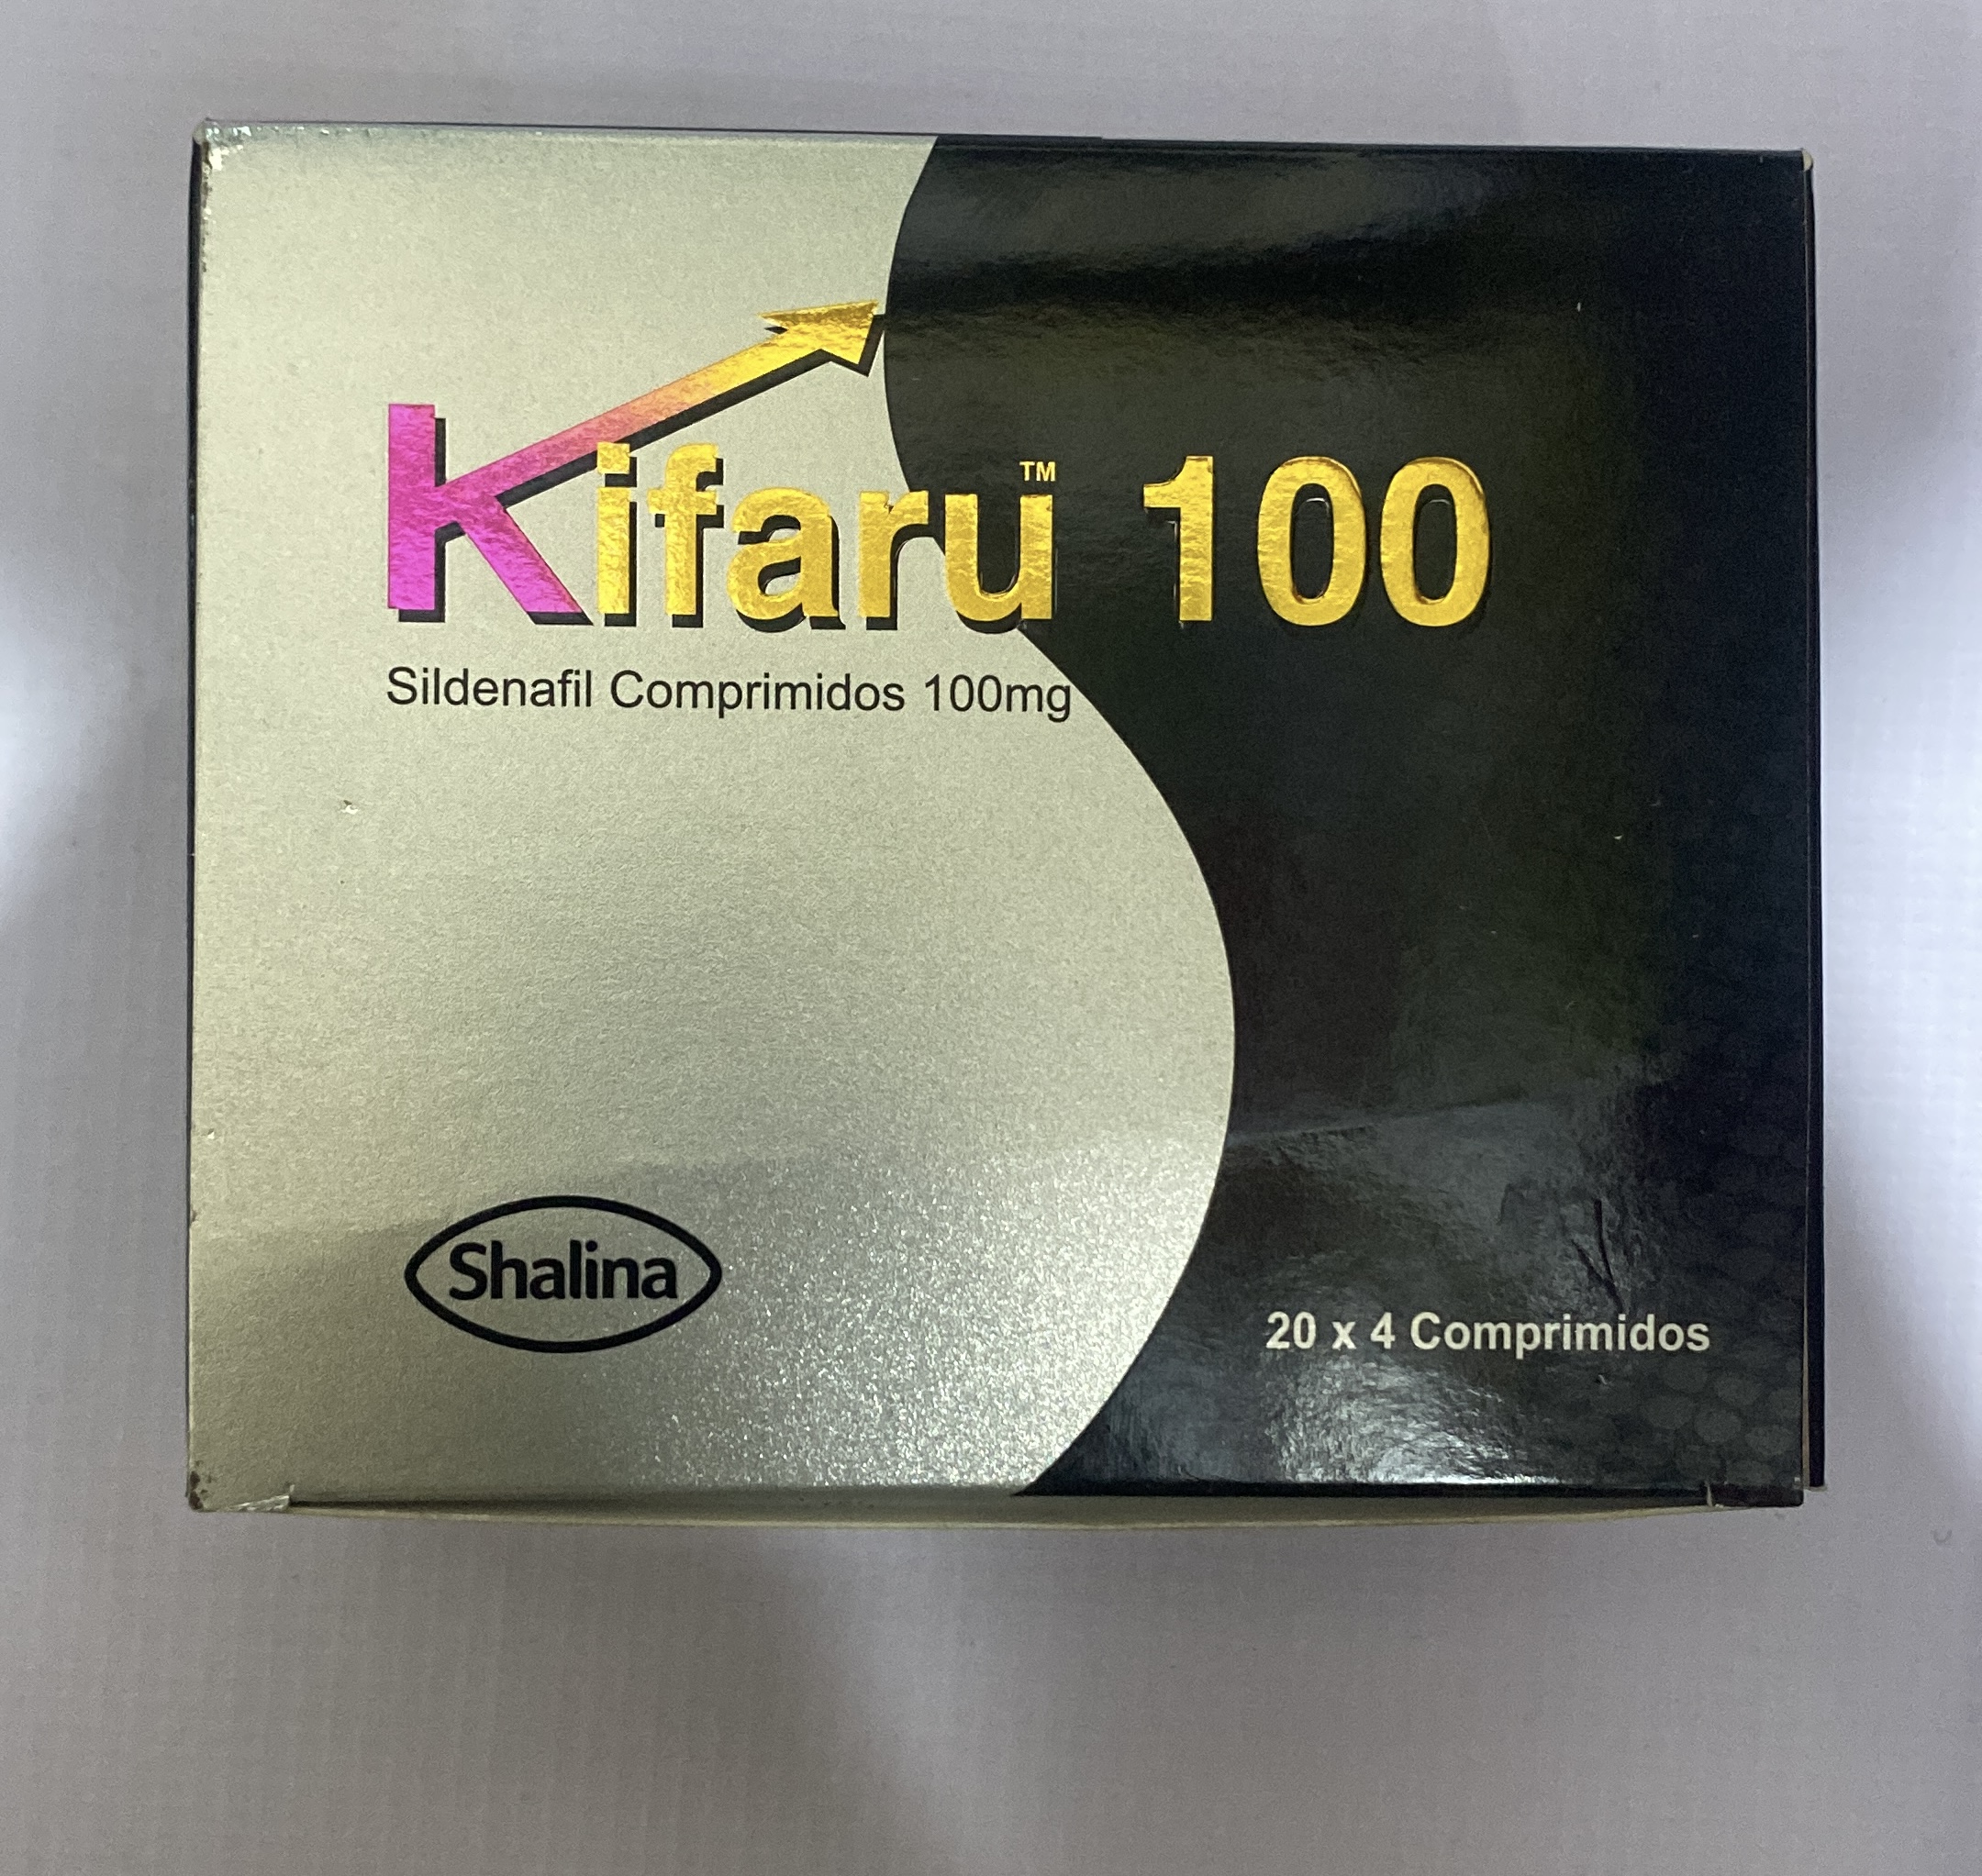 Kifaru™ 100
Sildenafil Comprimidos 100mg
Shalina
20 x 4 Comprimidos